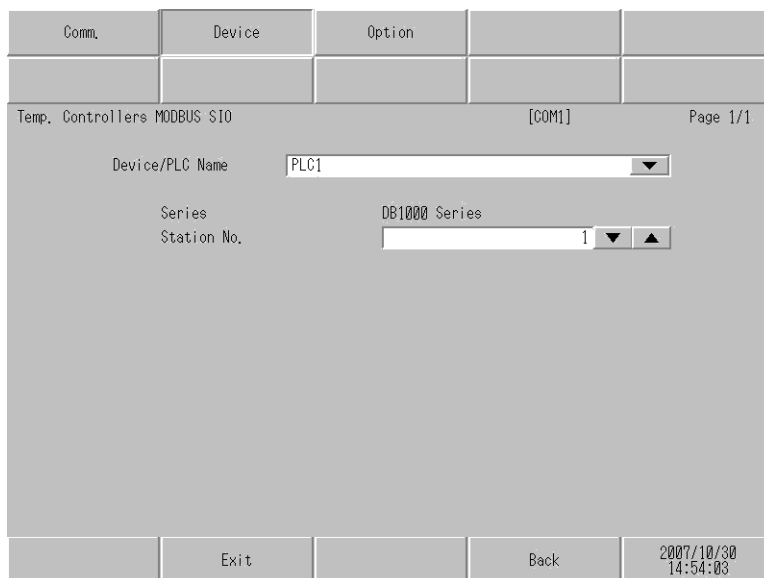 Comm. Device Option
Temp. Controllers MODBUS SIO [COM1] Page 1/1
Device/PLC Name PLC1
Series DB1000 Series
Station No. 1
Exit Back 2007/10/30
14:54:03